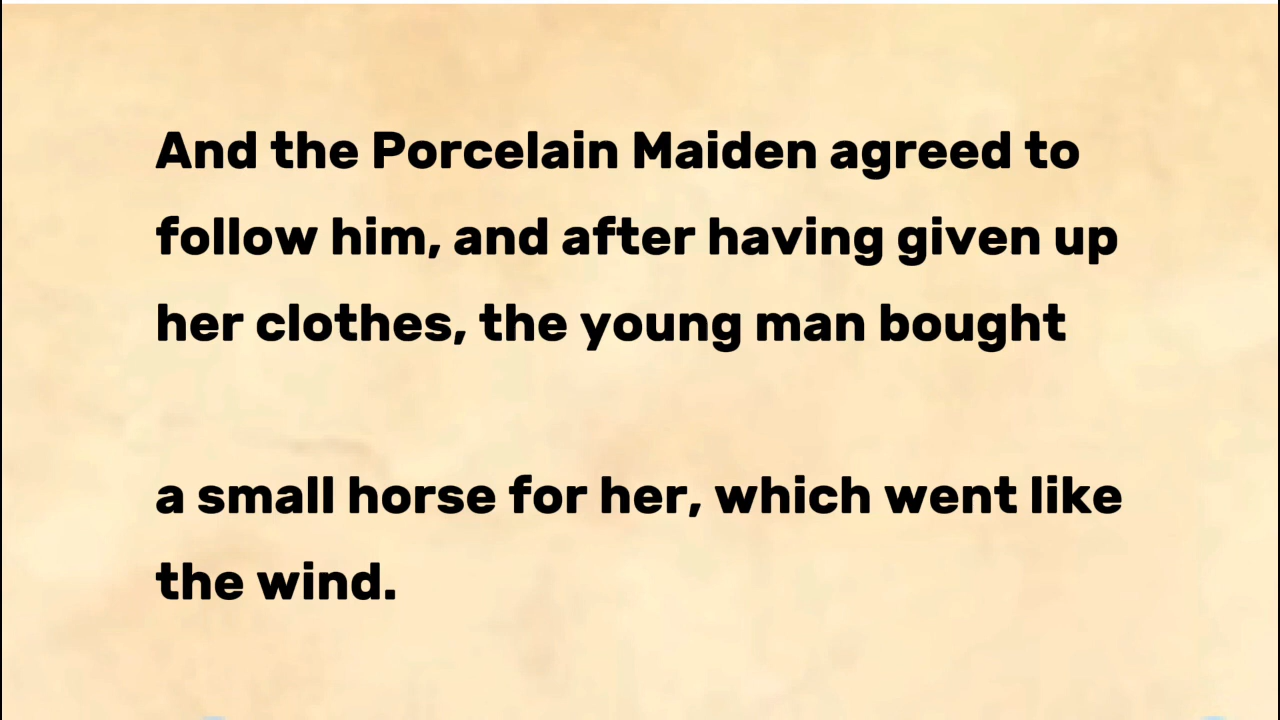 And the Porcelain Maiden agreed to
follow him, and after having given up
her clothes, the young man bought
a small horse for her, which went like
the wind.